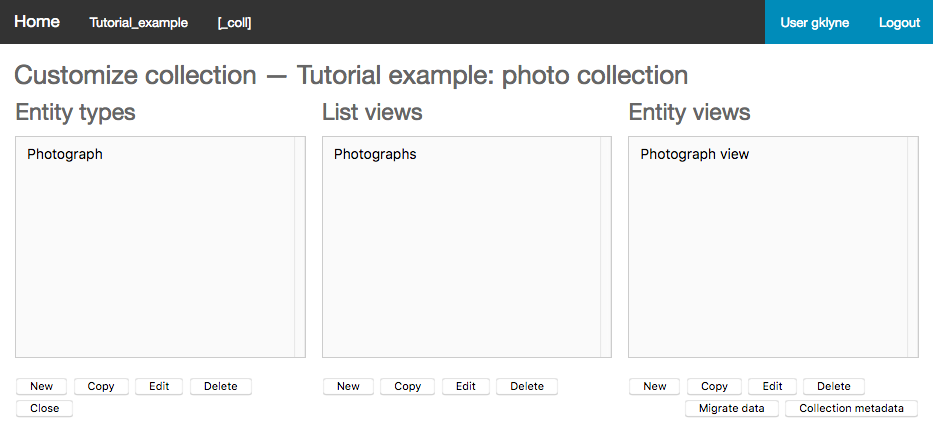 Home Tutorial_example [_coll] User gklyne Logout
Customize collection — Tutorial example: photo collection
Entity types List views Entity views
Photograph Photographs Photograph view
New Copy Edit Delete New Copy Edit Delete New Copy Edit Delete
Close Migrate data Collection metadata